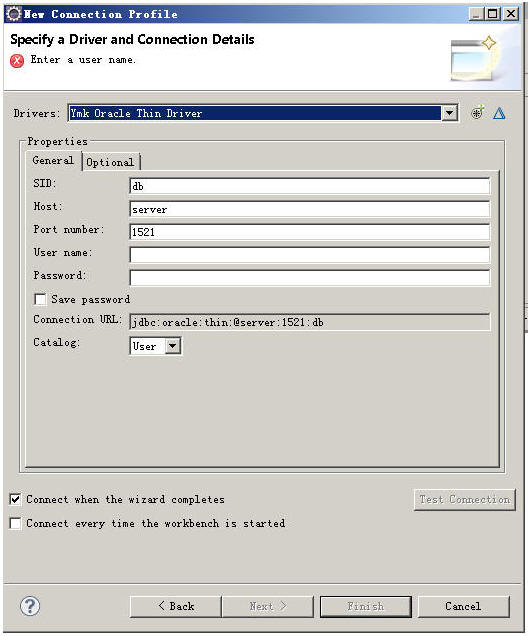 New Connection Profile
Specify a Driver and Connection Details
Enter a user name.
Drivers: Ymk Oracle Thin Driver
Properties
General Optional
SID: db
Host: server
Port number: 1521
User name:
Password:
Save password
Connection URL: jdbc:oracle:thin:@server:1521:db
Catalog: User
Connect when the wizard completes
Test Connection
Connect every time the workbench is started
? < Back Next > Finish Cancel